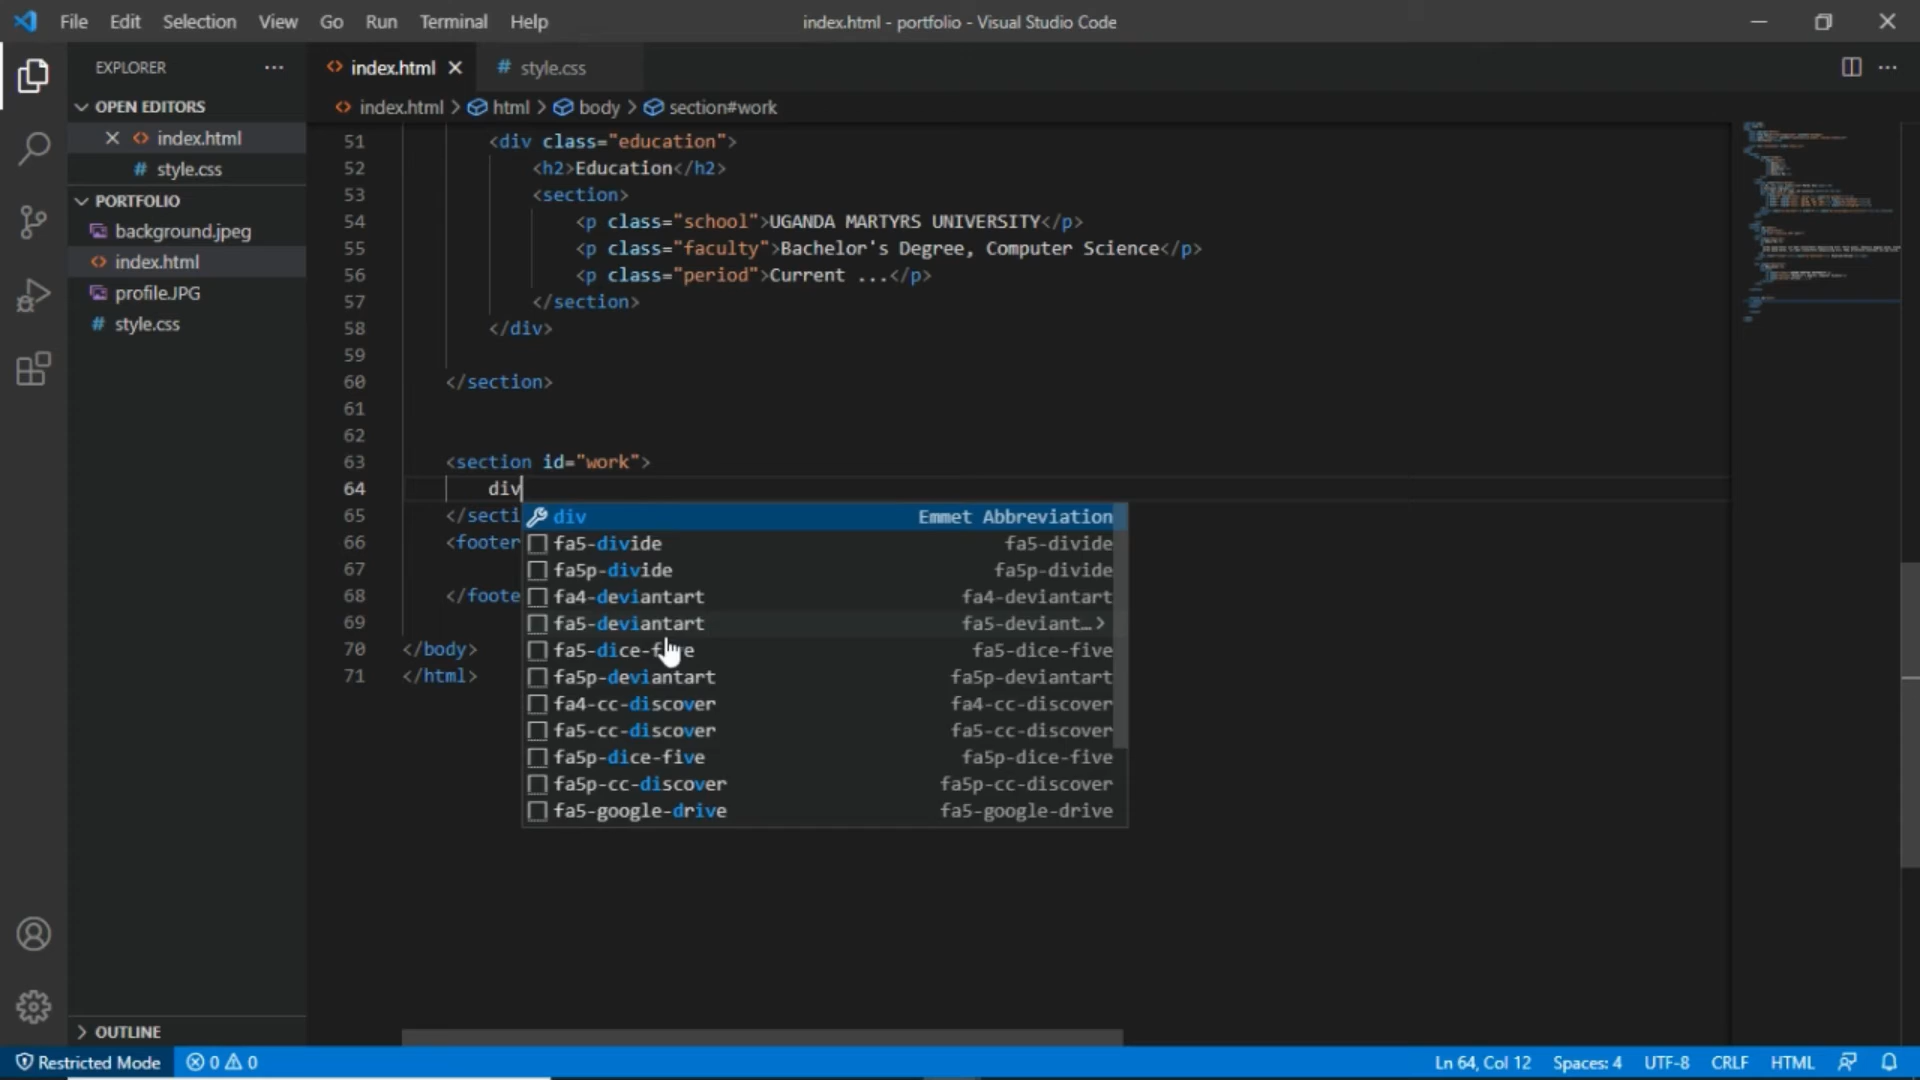 File Edit Selection View Go Run Terminal Help index.html - portfolio - Visual Studio Code
EXPLORER ...
OPEN EDITORS
index.html
style.css
PORTFOLIO
background.jpeg
index.html
profile.JPG
style.css
OUTLINE
index.html style.css
index.html > html > body > section#work
51 <div class="education">
52 <h2>Education</h2>
53 <section>
54 <p class="school">UGANDA MARTYRS UNIVERSITY</p>
55 <p class="faculty">Bachelor's Degree, Computer Science</p>
56 <p class="period">Current ...</p>
57 </section>
58 </div>
59
60 </section>
61
62
63 <section id="work">
64 div
65 </secti
66 <footer
67
68 </foote
69
70 </body>
71 </html>
div Emmet Abbreviation
fa5-divide fa5-divide
fa5p-divide fa5p-divide
fa4-deviantart fa4-deviantart
fa5-deviantart fa5-deviant…
fa5-dice-five fa5-dice-five
fa5p-deviantart fa5p-deviantart
fa4-cc-discover fa4-cc-discover
fa5-cc-discover fa5-cc-discover
fa5p-dice-five fa5p-dice-five
fa5p-cc-discover fa5p-cc-discover
fa5-google-drive fa5-google-drive
Restricted Mode 0 0 Ln 64, Col 12 Spaces: 4 UTF-8 CRLF HTML